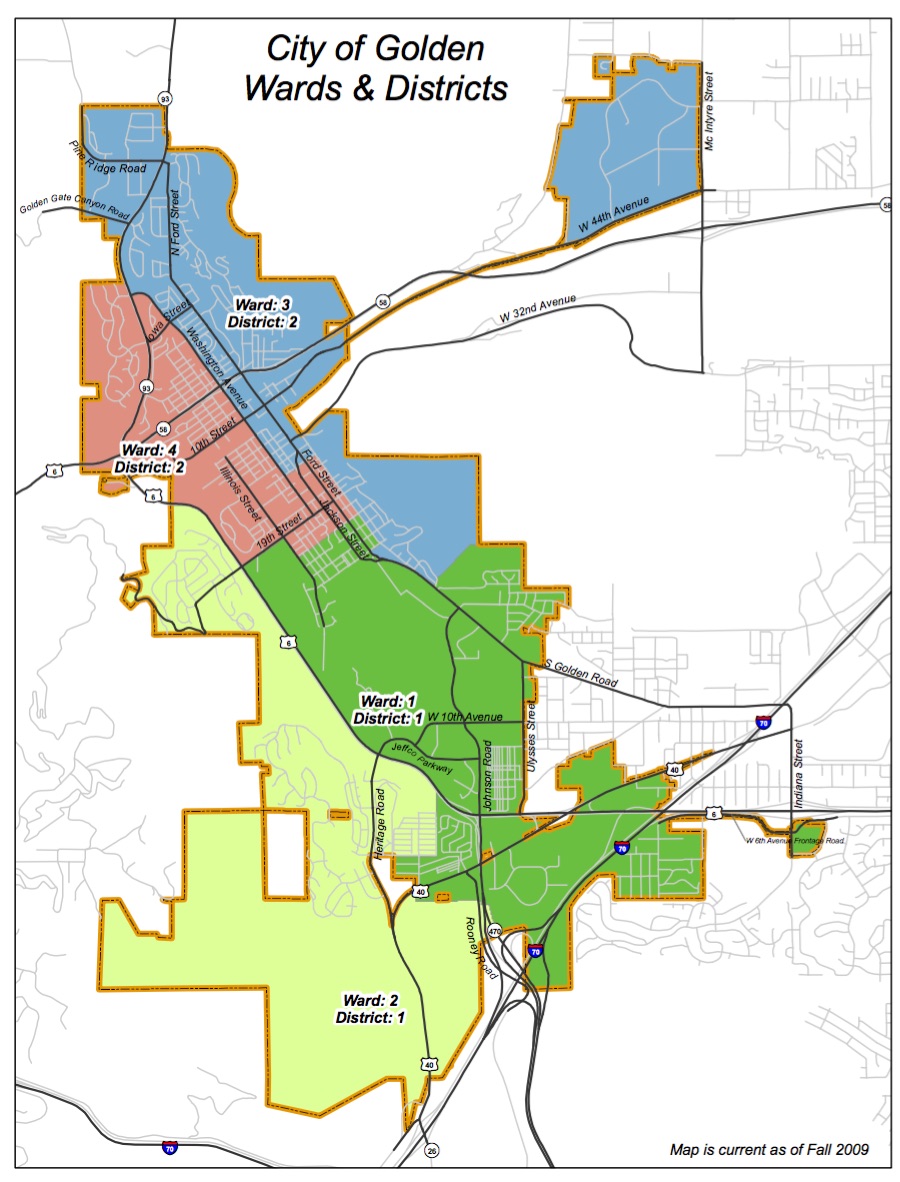 City of Golden
Wards & Districts
93
Mc Intyre Street
Pine Ridge Road
Golden Gate Canyon Road
N Ford Street
W 44th Avenue
58
Ward: 3
District: 2
58
W 32nd Avenue
Iowa Street
Washington Avenue
93
58
10th Street
Ward: 4
District: 2
6
6
Illinois Street
Ford Street
Jackson Street
19th Street
6
S Golden Road
Ward: 1
District: 1
W 10th Avenue
Ulysses Street
70
Jeffco Parkway
Johnson Road
Indiana Street
40
Heritage Road
6
W 6th Avenue Frontage Road
70
40
470
Rooney Road
70
Ward: 2
District: 1
40
70
26
Map is current as of Fall 2009